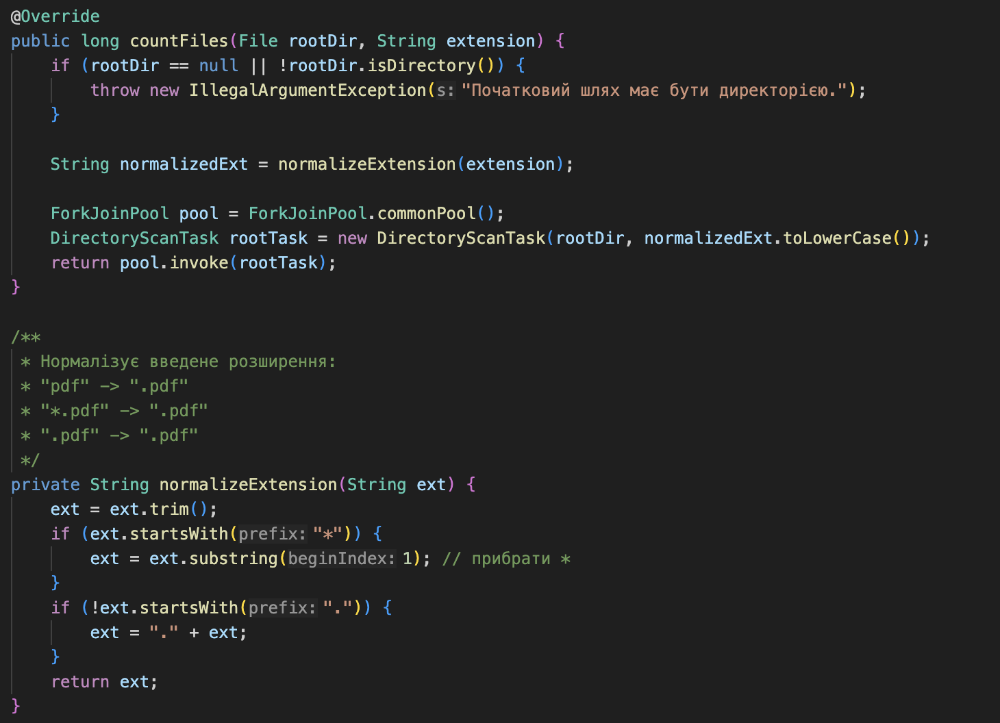 @Override
public long countFiles(File rootDir, String extension) {
if (rootDir == null || !rootDir.isDirectory()) {
throw new IllegalArgumentException(s: "Початковий шлях має бути директорією.");
}
String normalizedExt = normalizeExtension(extension);
ForkJoinPool pool = ForkJoinPool.commonPool();
DirectoryScanTask rootTask = new DirectoryScanTask(rootDir, normalizedExt.toLowerCase());
return pool.invoke(rootTask);
}
/**
* Нормалізує введене розширення:
* "pdf" -> ".pdf"
* "*.pdf" -> ".pdf"
* ".pdf" -> ".pdf"
*/
private String normalizeExtension(String ext) {
ext = ext.trim();
if (ext.startsWith(prefix: "*")) {
ext = ext.substring(beginIndex: 1); // прибрати *
}
if (!ext.startsWith(prefix: ".")) {
ext = "." + ext;
}
return ext;
}